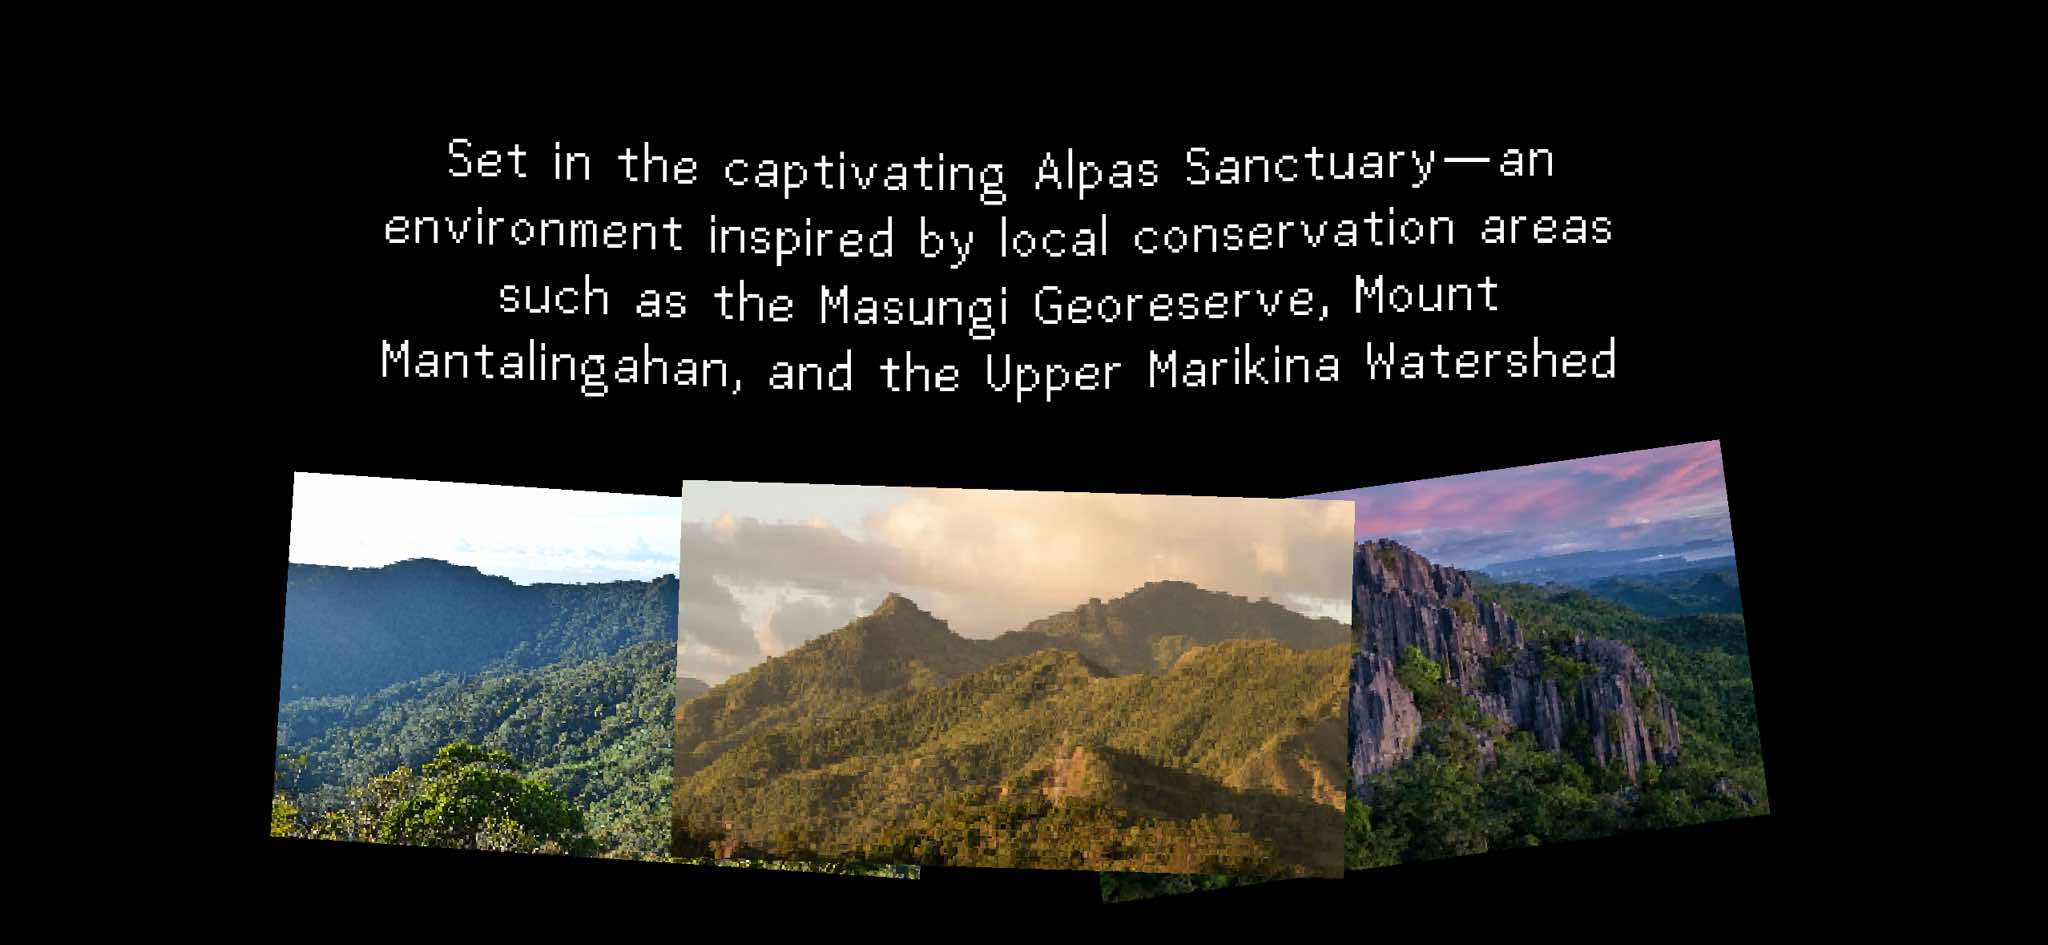 Set in the captivating Alpas Sanctuary—an
environment inspired by local conservation areas
such as the Masungi Georeserve, Mount
Mantalingahan, and the Upper Marikina Watershed